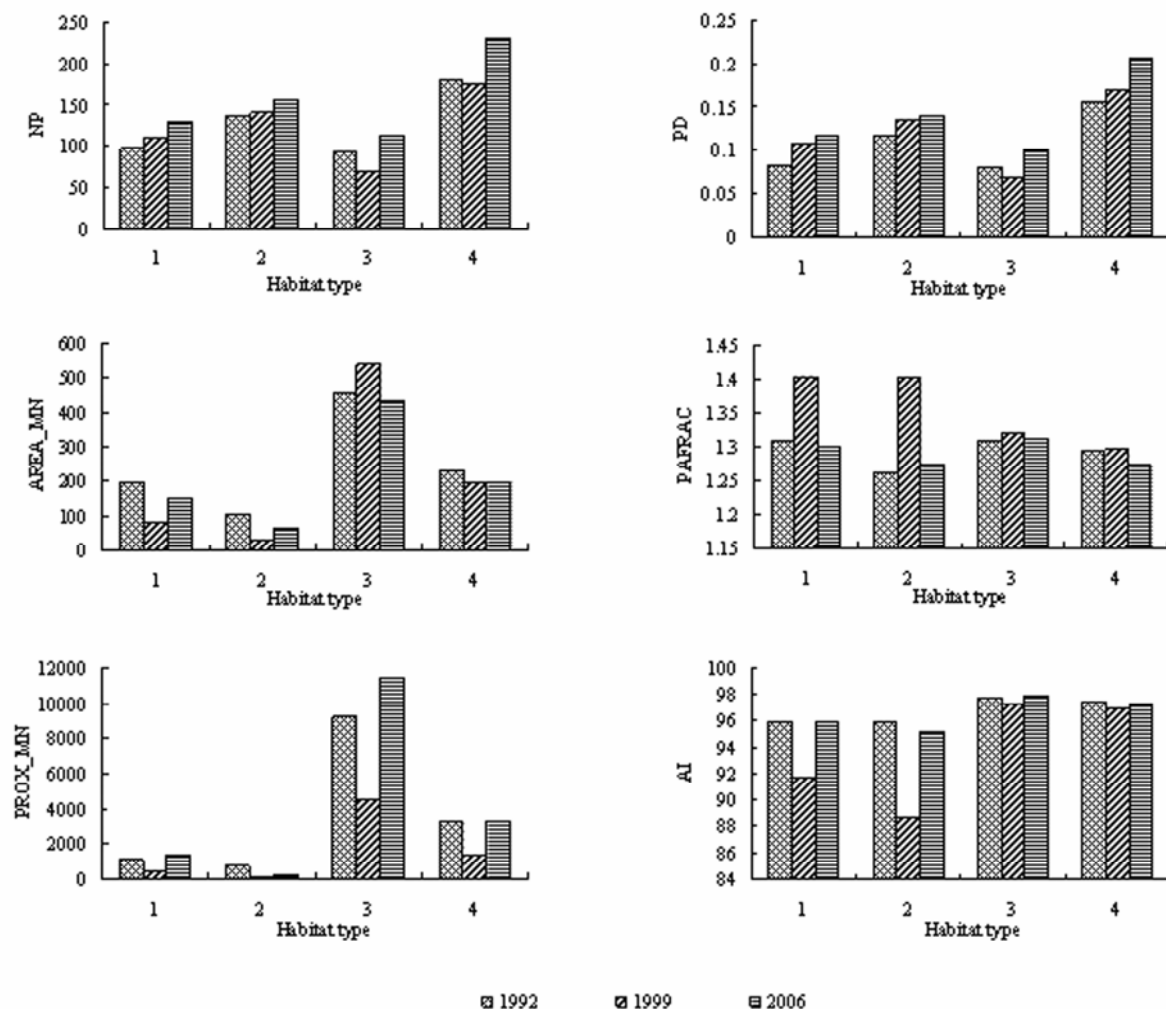 NP
250
200
150
100
50
0
1 2 3 4
Habitat type
PD
0.25
0.2
0.15
0.1
0.05
0
1 2 3 4
Habitat type
AREA_MN
600
500
400
300
200
100
0
1 2 3 4
Habitat type
PAFRAC
1.45
1.4
1.35
1.3
1.25
1.2
1.15
1 2 3 4
Habitat type
PROX_MN
12000
10000
8000
6000
4000
2000
0
1 2 3 4
Habitat type
AI
100
98
96
94
92
90
88
86
84
1 2 3 4
Habitat type
1992 1999 2006